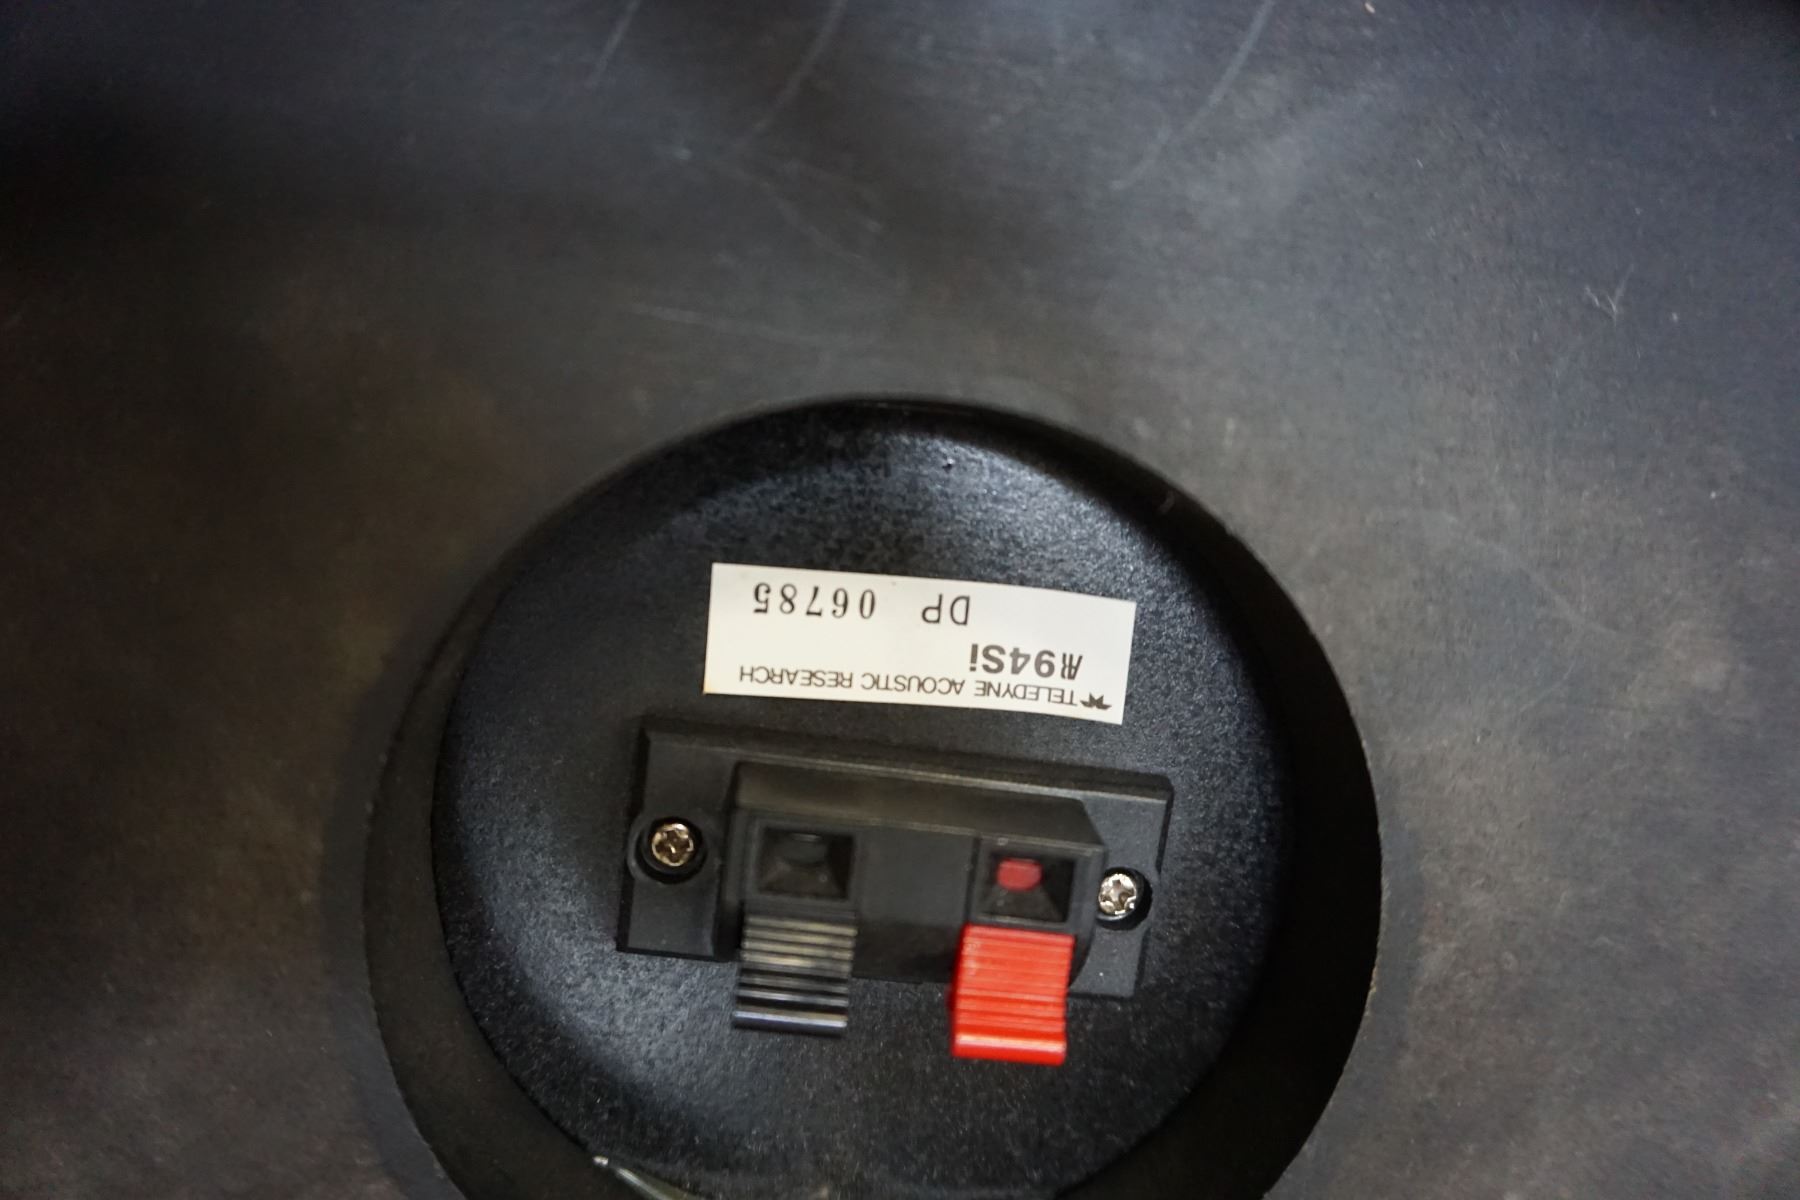 TELEDYNE ACOUSTIC RESEARCH
AR94Si
DP 06785